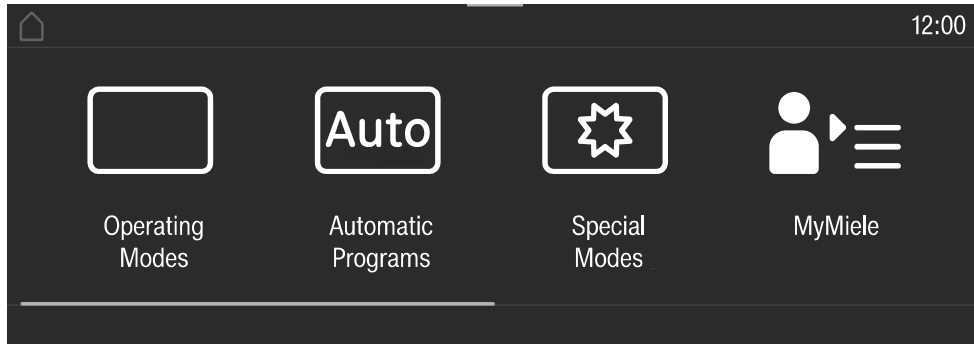 12:00
Auto
Operating
Modes
Automatic
Programs
Special
Modes
MyMiele